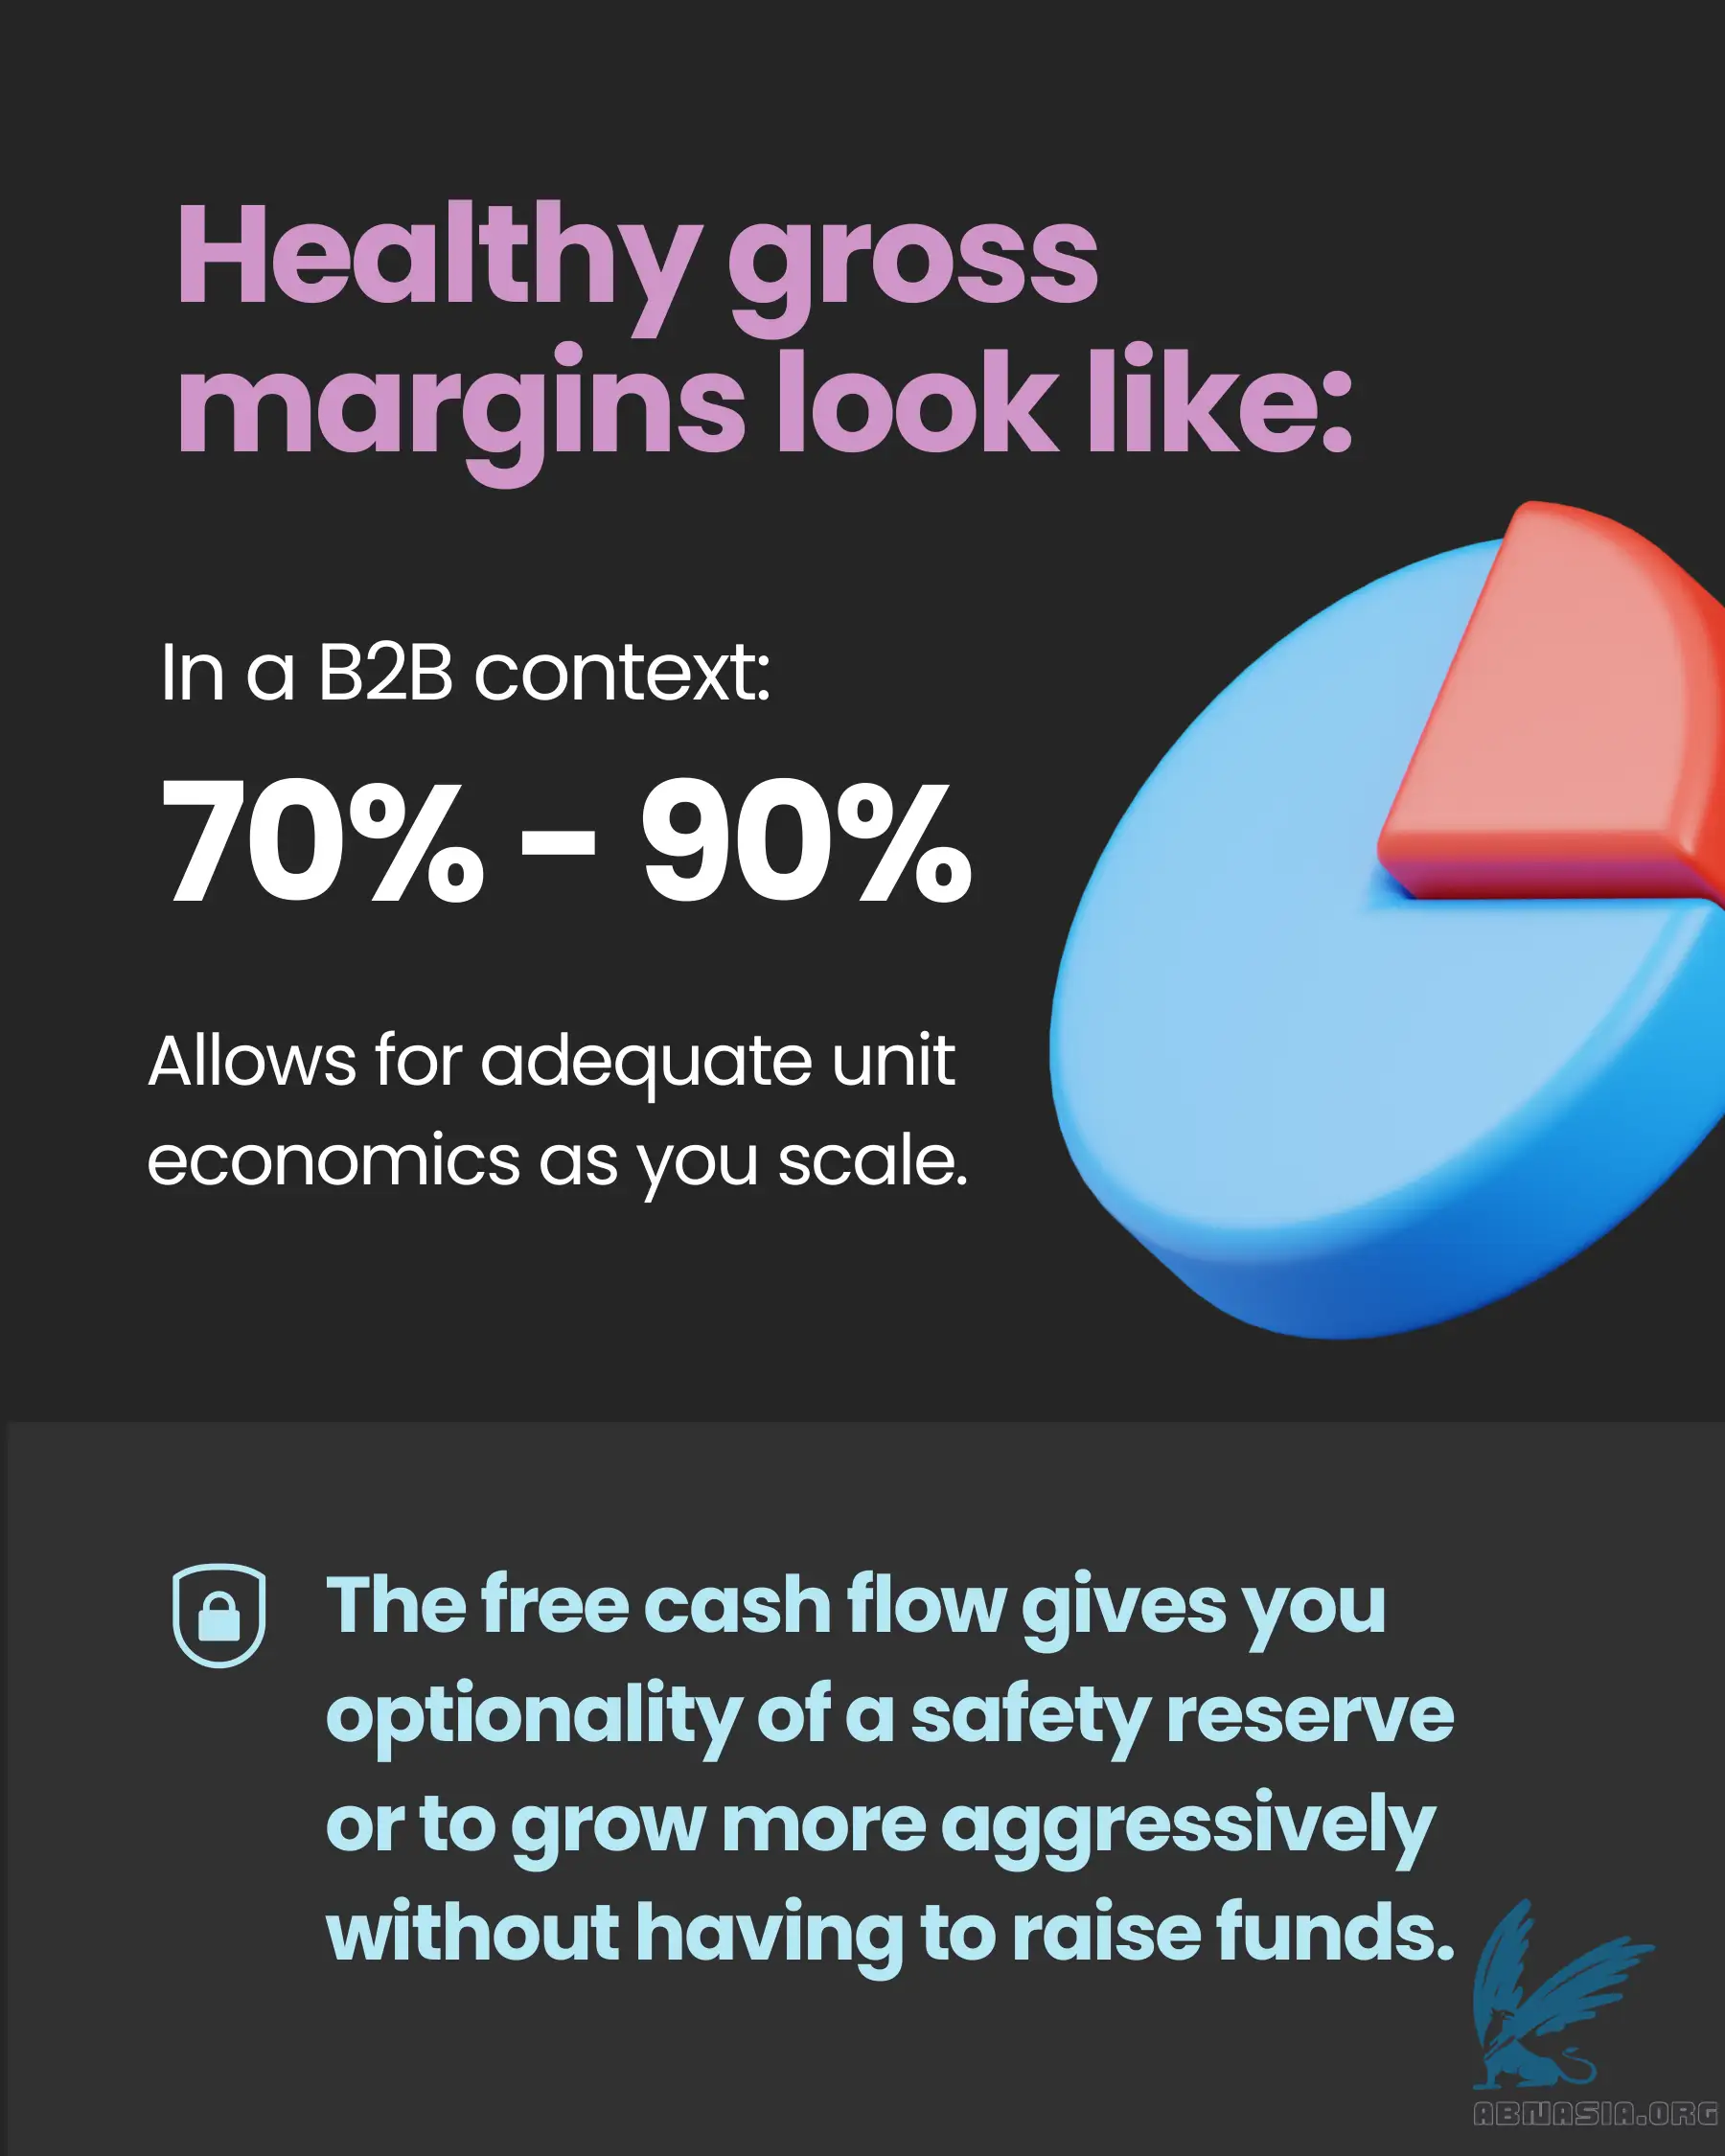 Healthy gross
margins look like:
In a B2B context:
70% - 90%
Allows for adequate unit
economics as you scale.
The free cash flow gives you
optionality of a safety reserve
or to grow more aggressively
without having to raise funds.
ABNASIA.ORG